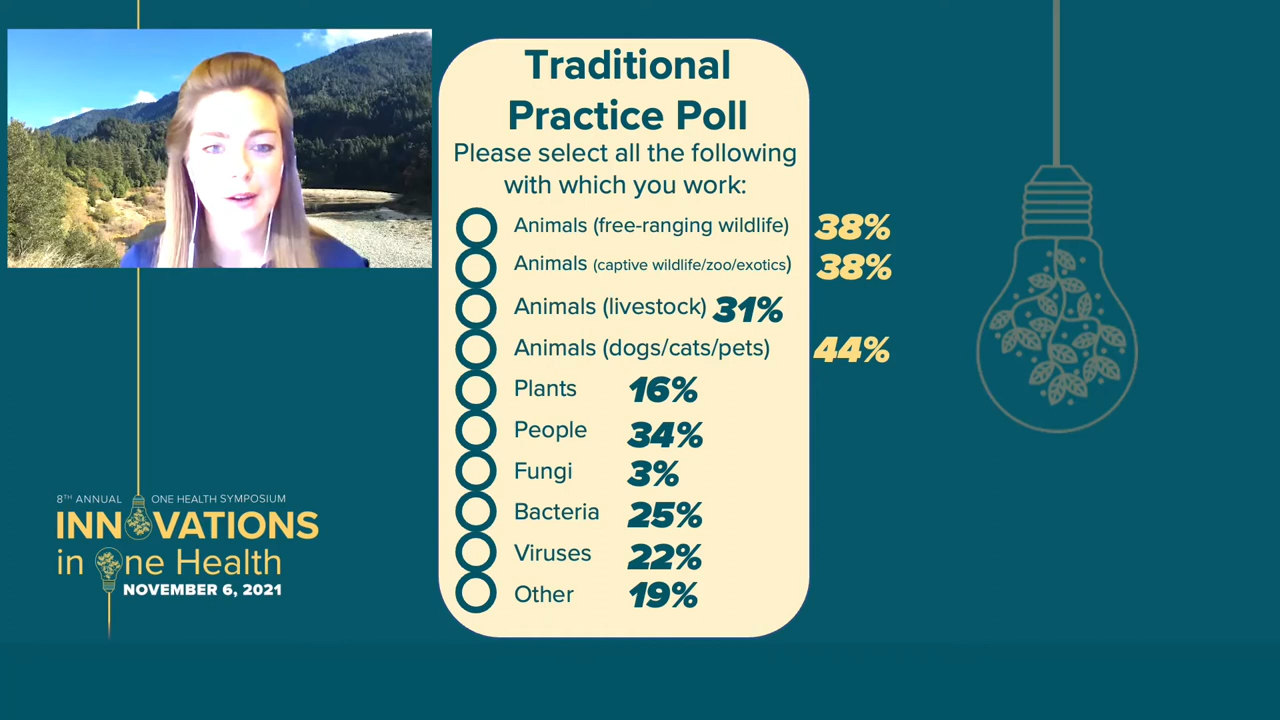 Traditional
Practice Poll
Please select all the following
with which you work:
Animals (free-ranging wildlife) 38%
Animals (captive wildlife/zoo/exotics) 38%
Animals (livestock) 31%
Animals (dogs/cats/pets) 44%
Plants 16%
People 34%
Fungi 3%
Bacteria 25%
Viruses 22%
Other 19%
8TH ANNUAL ONE HEALTH SYMPOSIUM
INNOVATIONS
in One Health
NOVEMBER 6, 2021